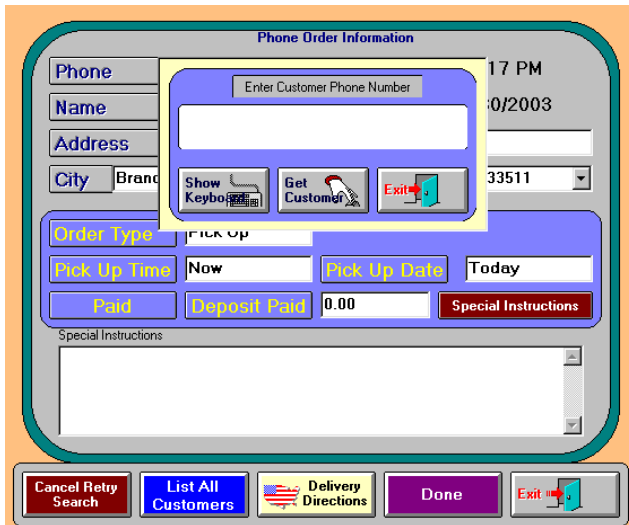 Phone Order Information
Phone
17 PM
Enter Customer Phone Number
Name
0/2003
Address
City
33511
Show
Keyboard
Get
Customer
Exit
Order Type
Pick Up
Pick Up Time
Now
Pick Up Date
Today
Paid
Deposit Paid
0.00
Special Instructions
Special Instructions
Cancel Retry
Search
List All
Customers
Delivery
Directions
Done
Exit